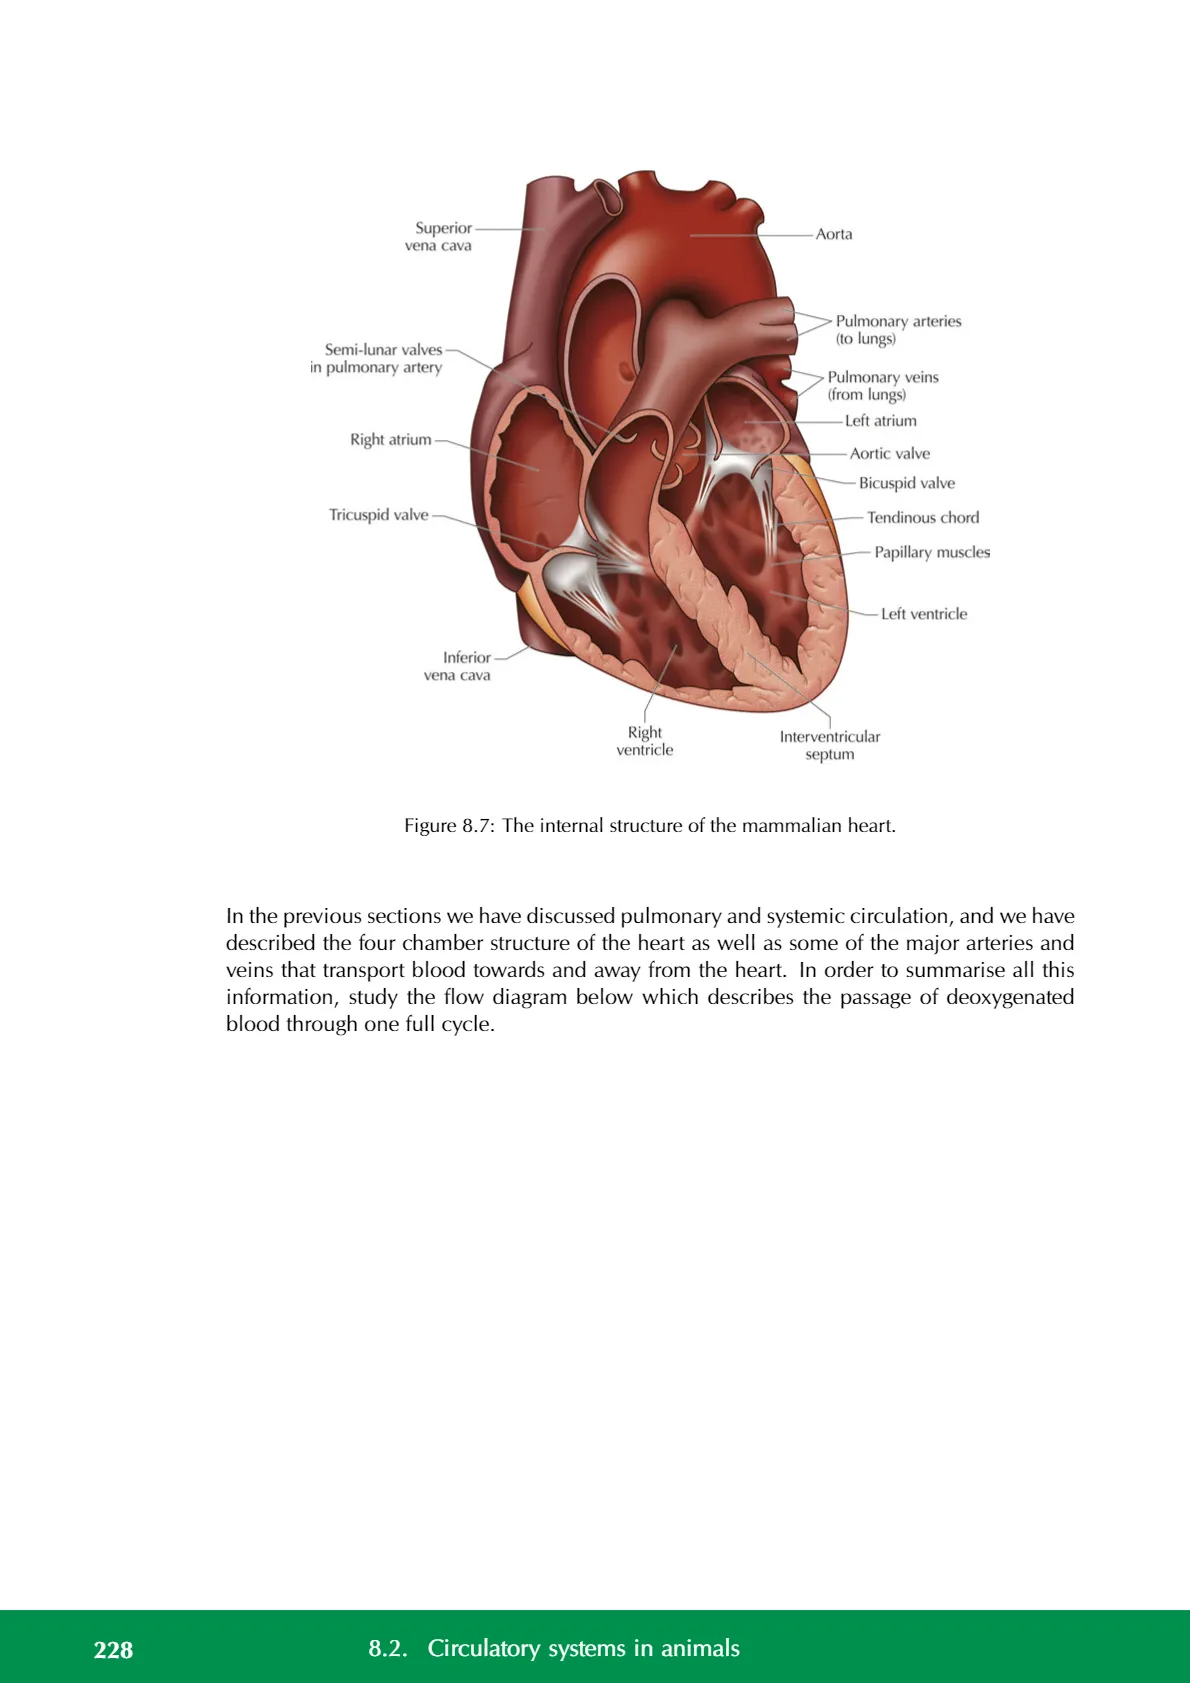 Superior
vena cava
Aorta
Pulmonary arteries
(to lungs)
Semi-lunar valves
in pulmonary artery
Pulmonary veins
(from lungs)
Left atrium
Right atrium
Aortic valve
Bicuspid valve
Tricuspid valve
Tendinous chord
Papillary muscles
Left ventricle
Inferior
vena cava
Right
ventricle
Interventricular
septum
Figure 8.7: The internal structure of the mammalian heart.
In the previous sections we have discussed pulmonary and systemic circulation, and we have
described the four chamber structure of the heart as well as some of the major arteries and
veins that transport blood towards and away from the heart. In order to summarise all this
information, study the flow diagram below which describes the passage of deoxygenated
blood through one full cycle.
228 8.2. Circulatory systems in animals